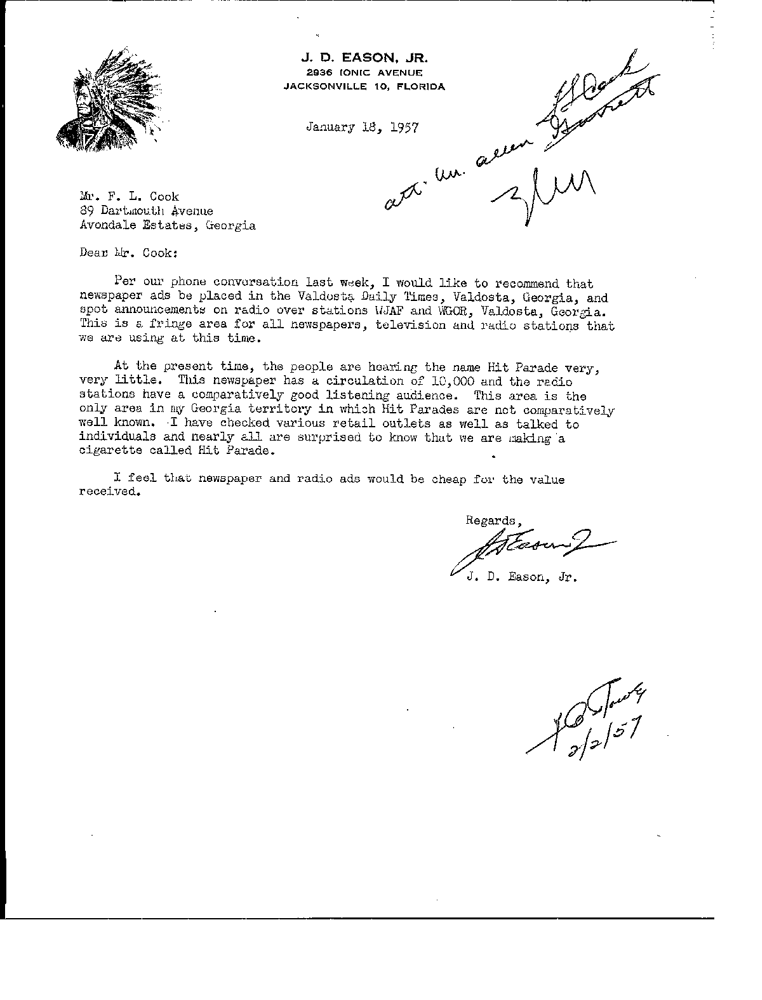 J. D. EASON, JR.
2936 IONIC AVENUE
JACKSONVILLE 10, FLORIDA
January 18, 1957
att. Mr. Allen Garrett
F L Cook
Mr. F. L. Cook
89 Dartmouth Avenue
Avondale Estates, Georgia
Dear Mr. Cook:
Per our phone conversation last week, I would like to recommend that
newspaper ads be placed in the Valdosta Daily Times, Valdosta, Georgia, and
spot announcements on radio over stations WJAF and WGOR, Valdosta, Georgia.
This is a fringe area for all newspapers, television and radio stations that
we are using at this time.
At the present time, the people are hearing the name Hit Parade very,
very little. This newspaper has a circulation of 10,000 and the radio
stations have a comparatively good listening audience. This area is the
only area in my Georgia territory in which Hit Parades are not comparatively
well known. I have checked various retail outlets as well as talked to
individuals and nearly all are surprised to know that we are making a
cigarette called Hit Parade.
I feel that newspaper and radio ads would be cheap for the value
received.
Regards,
J D Eason Jr
J. D. Eason, Jr.
2/2/57